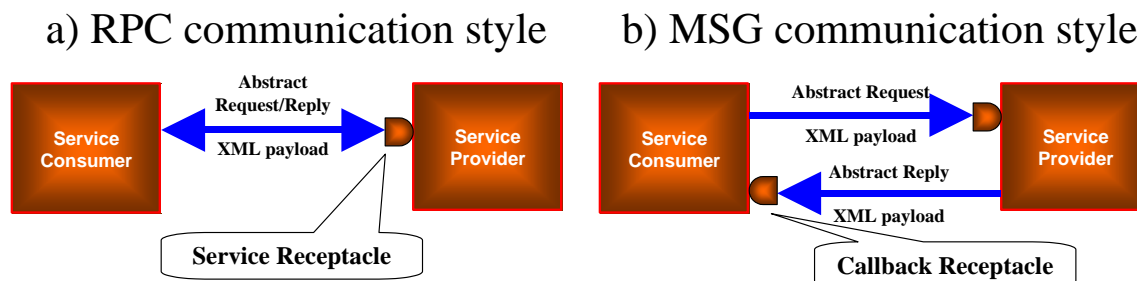 a) RPC communication style
Abstract
Request/Reply
XML payload
Service
Consumer
Service
Provider
Service Receptacle
b) MSG communication style
Abstract Request
XML payload
Service
Consumer
Service
Provider
Abstract Reply
XML payload
Callback Receptacle